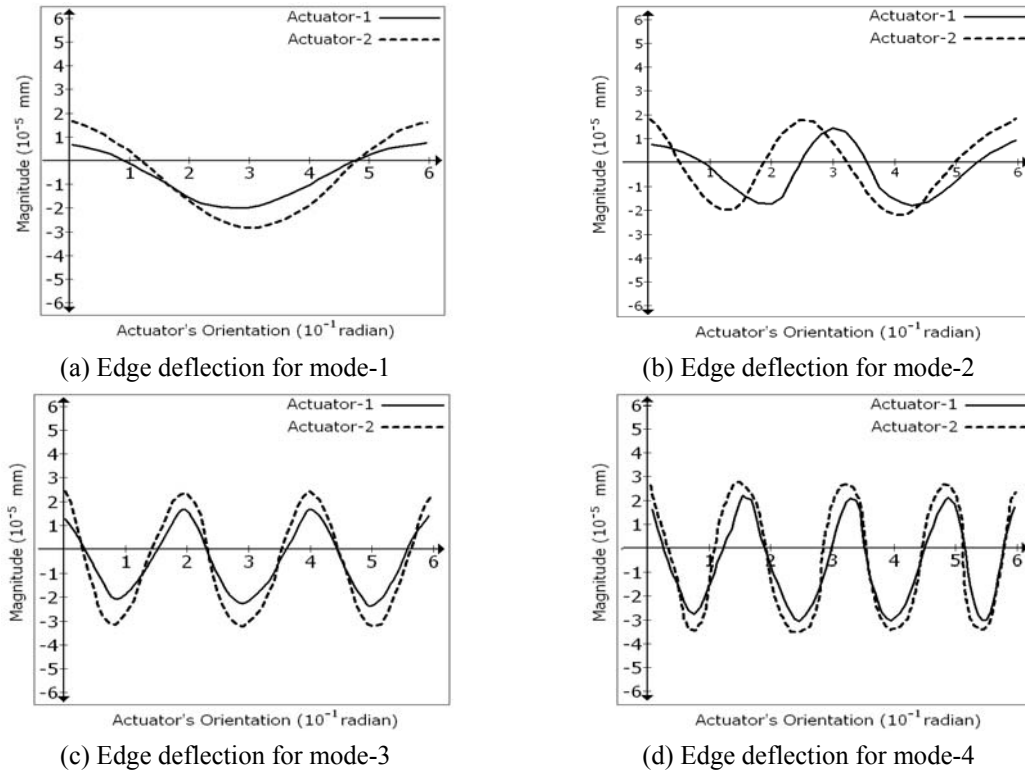 Actuator-1
Actuator-2
Magnitude (10⁻⁵ mm)
6
5
4
3
2
1
-1
-2
-3
-4
-5
-6
1 2 3 4 5 6
Actuator's Orientation (10⁻¹ radian)
(a) Edge deflection for mode-1
Actuator-1
Actuator-2
Magnitude (10⁻⁵ mm)
6
5
4
3
2
1
-1
-2
-3
-4
-5
-6
1 2 3 4 5 6
Actuator's Orientation (10⁻¹ radian)
(b) Edge deflection for mode-2
Actuator-1
Actuator-2
Magnitude (10⁻⁵ mm)
6
5
4
3
2
1
-1
-2
-3
-4
-5
-6
1 2 3 4 5 6
Actuator's Orientation (10⁻¹ radian)
(c) Edge deflection for mode-3
Actuator-1
Actuator-2
Magnitude (10⁻⁵ mm)
6
5
4
3
2
1
-1
-2
-3
-4
-5
-6
1 2 3 4 5 6
Actuator's Orientation (10⁻¹ radian)
(d) Edge deflection for mode-4